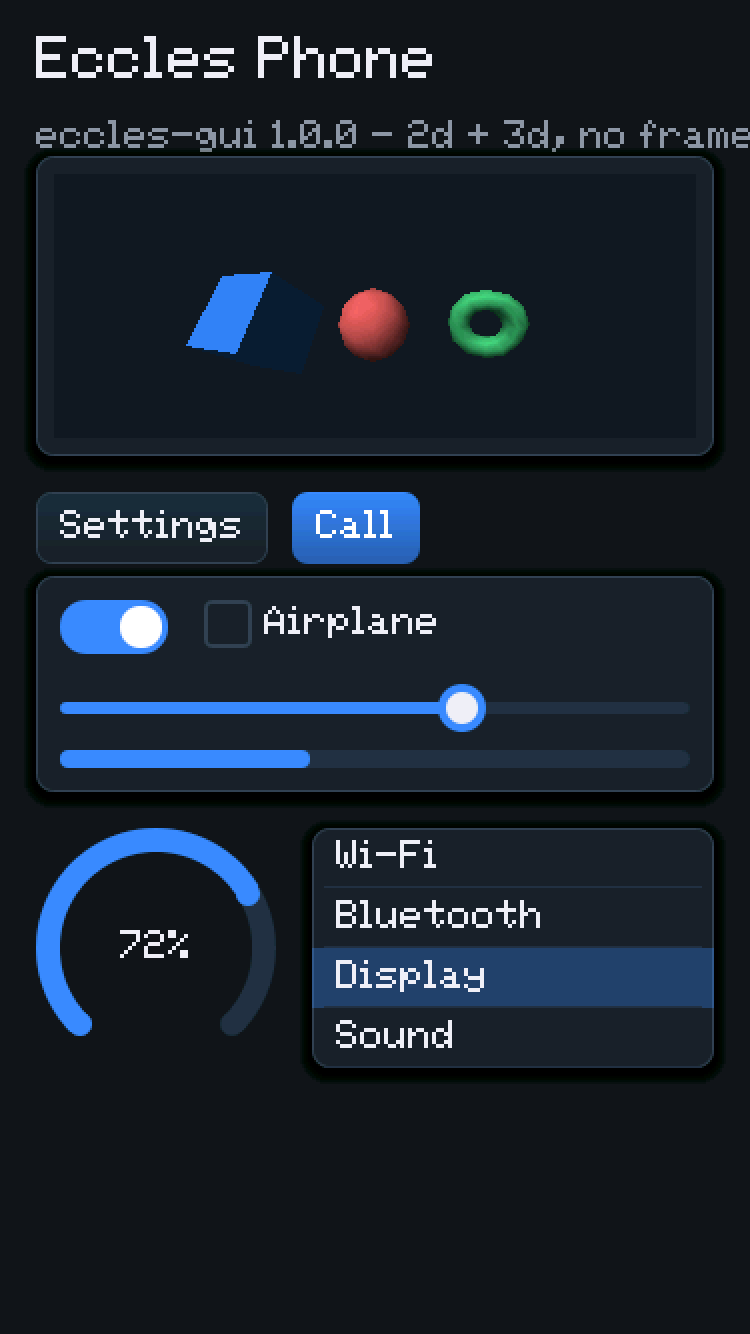 Eccles Phone
eccles-gui 1.0.0 - 2d + 3d, no frame
Settings
Call
Airplane
72%
Wi-Fi
Bluetooth
Display
Sound